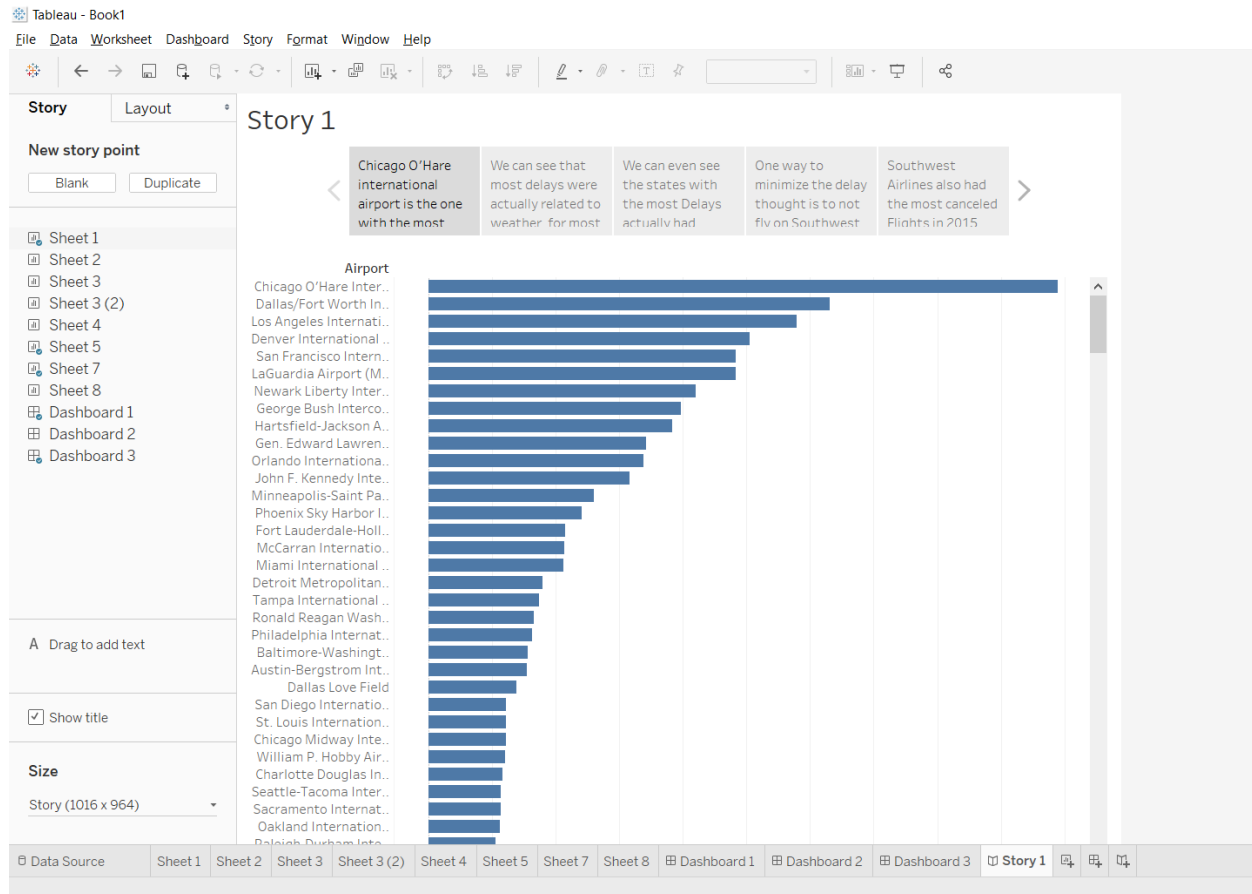 Tableau - Book1
File Data Worksheet Dashboard Story Format Window Help
Story Layout
New story point
Blank Duplicate
Sheet 1
Sheet 2
Sheet 3
Sheet 3 (2)
Sheet 4
Sheet 5
Sheet 7
Sheet 8
Dashboard 1
Dashboard 2
Dashboard 3
A Drag to add text
Show title
Size
Story (1016 x 964)
Story 1
Chicago O'Hare
international
airport is the one
with the most
We can see that
most delays were
actually related to
weather, for most
We can even see
the states with
the most Delays
actually had
One way to
minimize the delay
thought is to not
fly on Southwest
Southwest
Airlines also had
the most canceled
Flights in 2015
Airport
Chicago O'Hare Inter..
Dallas/Fort Worth In..
Los Angeles Internati..
Denver International ..
San Francisco Intern..
LaGuardia Airport (M..
Newark Liberty Inter..
George Bush Interco..
Hartsfield-Jackson A..
Gen. Edward Lawren..
Orlando Internationa..
John F. Kennedy Inte..
Minneapolis-Saint Pa..
Phoenix Sky Harbor I..
Fort Lauderdale-Holl..
McCarran Internatio..
Miami International ..
Detroit Metropolitan..
Tampa International ..
Ronald Reagan Wash..
Philadelphia Internat..
Baltimore-Washingt..
Austin-Bergstrom Int..
Dallas Love Field
San Diego Internatio..
St. Louis Internation..
Chicago Midway Inte..
William P. Hobby Air..
Charlotte Douglas In..
Seattle-Tacoma Inter..
Sacramento Internat..
Oakland Internation..
Raleigh-Durham Inte..
Data Source Sheet 1 Sheet 2 Sheet 3 Sheet 3 (2) Sheet 4 Sheet 5 Sheet 7 Sheet 8 Dashboard 1 Dashboard 2 Dashboard 3 Story 1